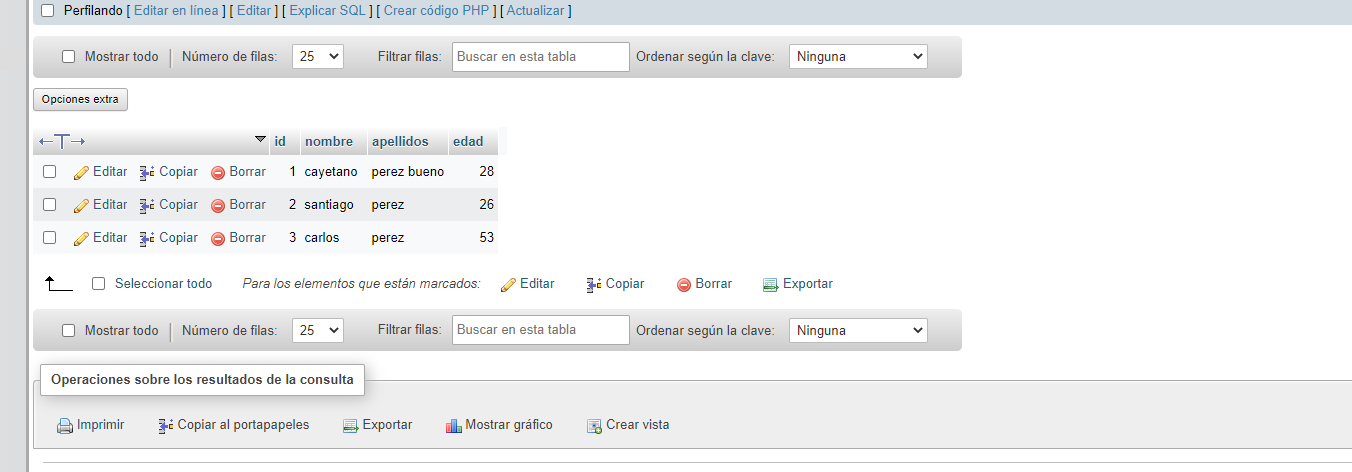 Perfilando [ Editar en línea ] [ Editar ] [ Explicar SQL ] [ Crear código PHP ] [ Actualizar ]
Mostrar todo | Número de filas: 25 Filtrar filas: Buscar en esta tabla Ordenar según la clave: Ninguna
Opciones extra
←T→ id nombre apellidos edad
Editar Copiar Borrar 1 cayetano perez bueno 28
Editar Copiar Borrar 2 santiago perez 26
Editar Copiar Borrar 3 carlos perez 53
Seleccionar todo Para los elementos que están marcados: Editar Copiar Borrar Exportar
Mostrar todo | Número de filas: 25 Filtrar filas: Buscar en esta tabla Ordenar según la clave: Ninguna
Operaciones sobre los resultados de la consulta
Imprimir Copiar al portapapeles Exportar Mostrar gráfico Crear vista